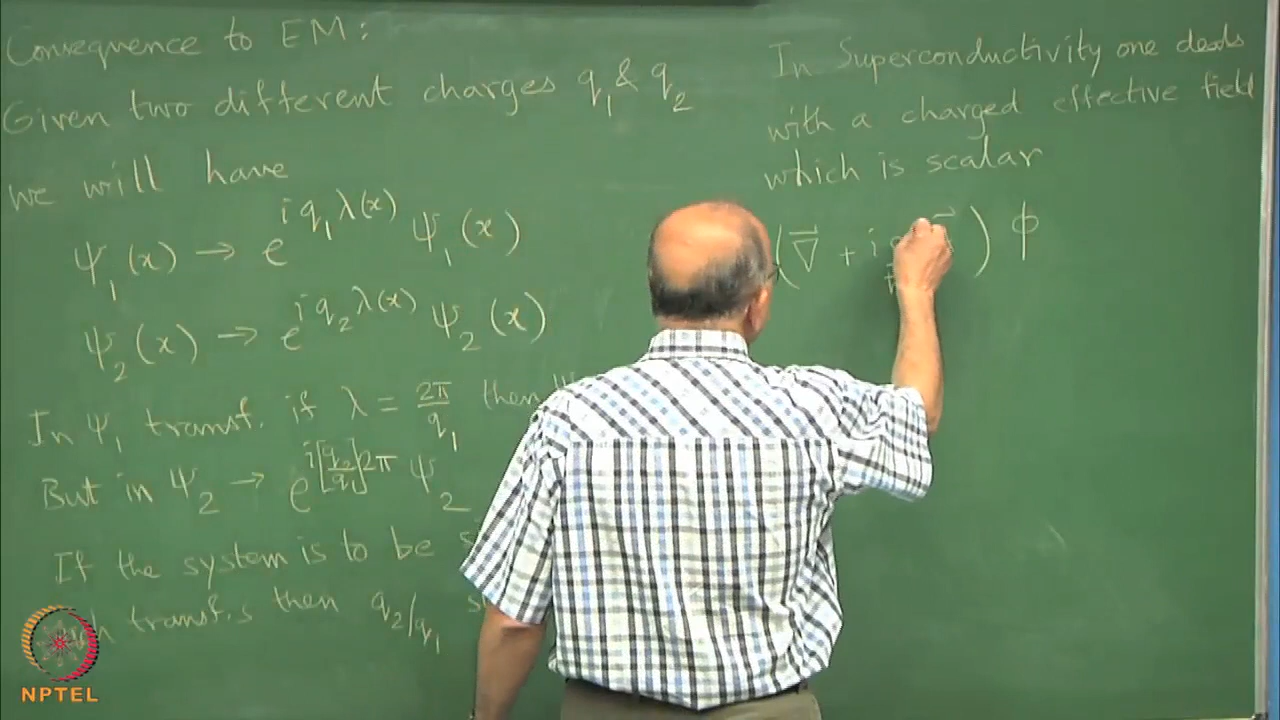 Consequence to EM:
Given two different charges q₁ & q₂
we will have
ψ₁(x) → e^{i q₁ λ(x)} ψ₁(x)
ψ₂(x) → e^{i q₂ λ(x)} ψ₂(x)
In ψ₁ transf. if λ = 2π/q₁ then
But in ψ₂ → e^{i[q₂/q₁]2π} ψ₂
If the system is to be
such transf.s then q₂/q₁
In Superconductivity one deals
with a charged effective field
which is scalar
(∇⃗ + i ) φ
NPTEL